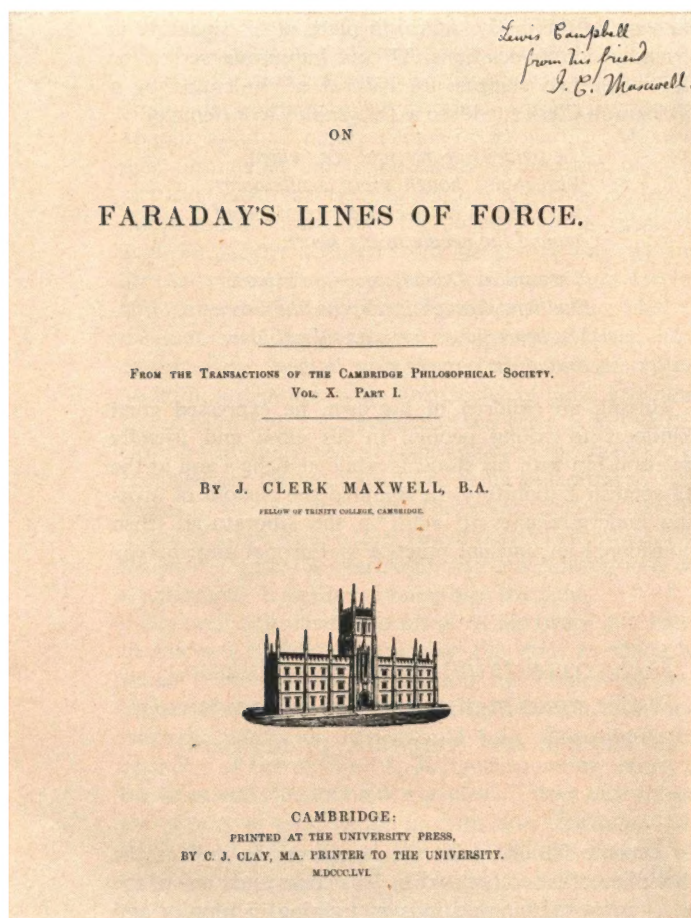 Lewis Campbell
from his friend
J. C. Maxwell.
ON
FARADAY'S LINES OF FORCE.
FROM THE TRANSACTIONS OF THE CAMBRIDGE PHILOSOPHICAL SOCIETY.
VOL. X. PART I.
BY J. CLERK MAXWELL, B.A.
FELLOW OF TRINITY COLLEGE, CAMBRIDGE.
CAMBRIDGE:
PRINTED AT THE UNIVERSITY PRESS,
BY C. J. CLAY, M.A. PRINTER TO THE UNIVERSITY.
M.DCCC.LVI.